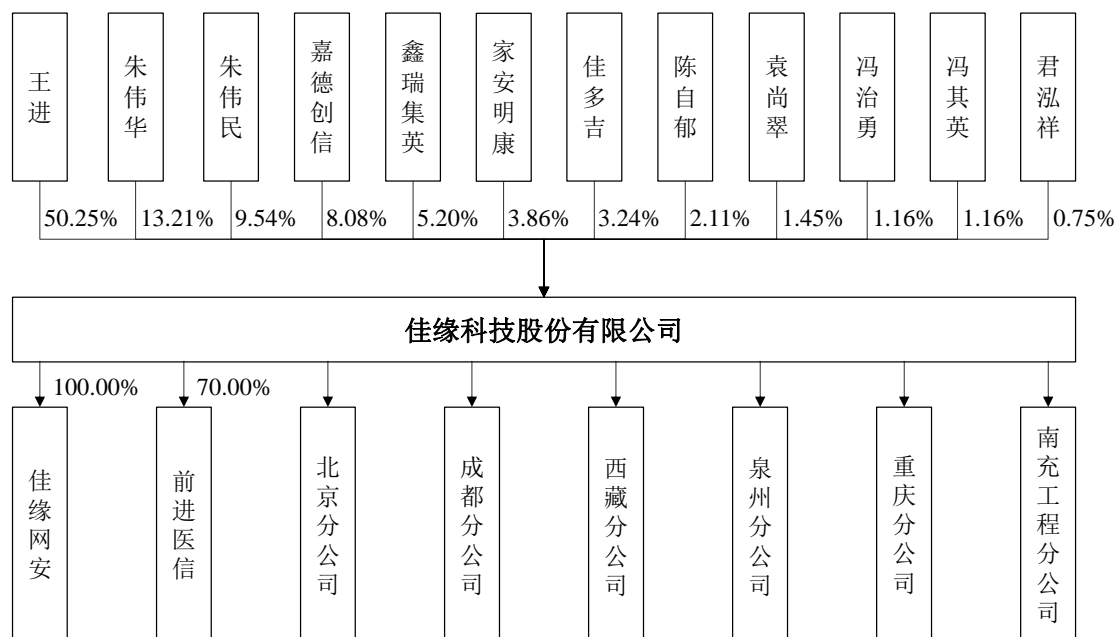 王进
朱伟华
朱伟民
嘉德创信
鑫瑞集英
家安明康
佳多吉
陈自郁
袁尚翠
冯治勇
冯其英
君泓祥
50.25%
13.21%
9.54%
8.08%
5.20%
3.86%
3.24%
2.11%
1.45%
1.16%
1.16%
0.75%
佳缘科技股份有限公司
100.00%
70.00%
佳缘网安
前进医信
北京分公司
成都分公司
西藏分公司
泉州分公司
重庆分公司
南充工程分公司